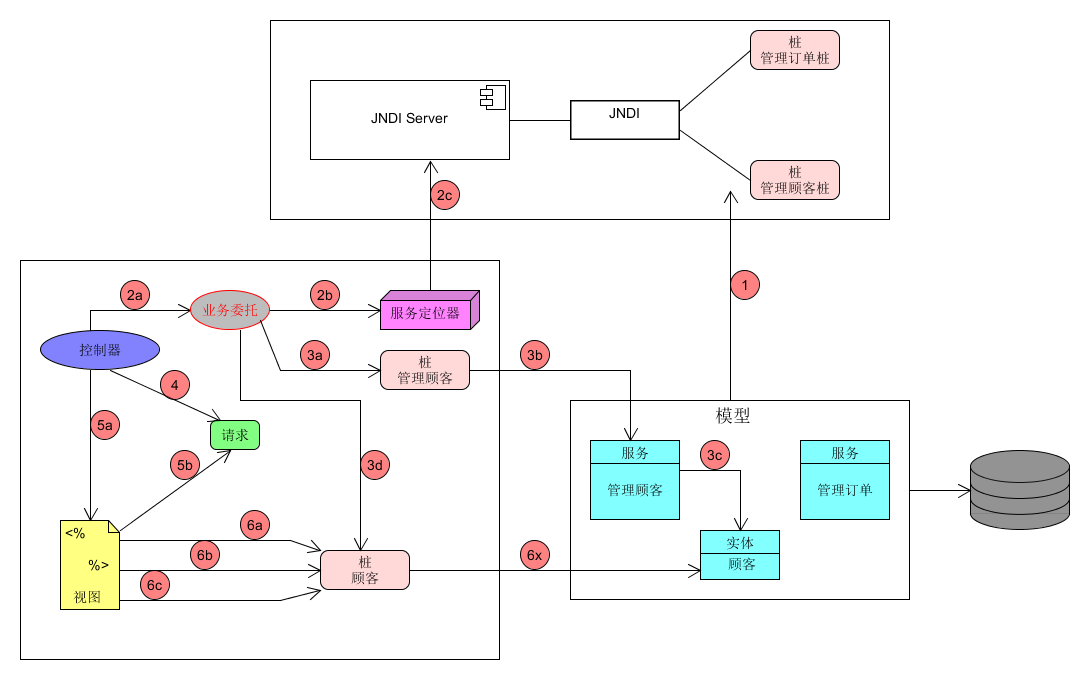 桩
管理订单桩
JNDI Server
JNDI
桩
管理顾客桩
2c
1
2a
业务委托
2b
服务定位器
控制器
3a
桩
管理顾客
3b
4
5a
请求
5b
3d
模型
服务
管理顾客
3c
服务
管理订单
实体
顾客
<%
%>
视图
6a
6b
6c
桩
顾客
6x